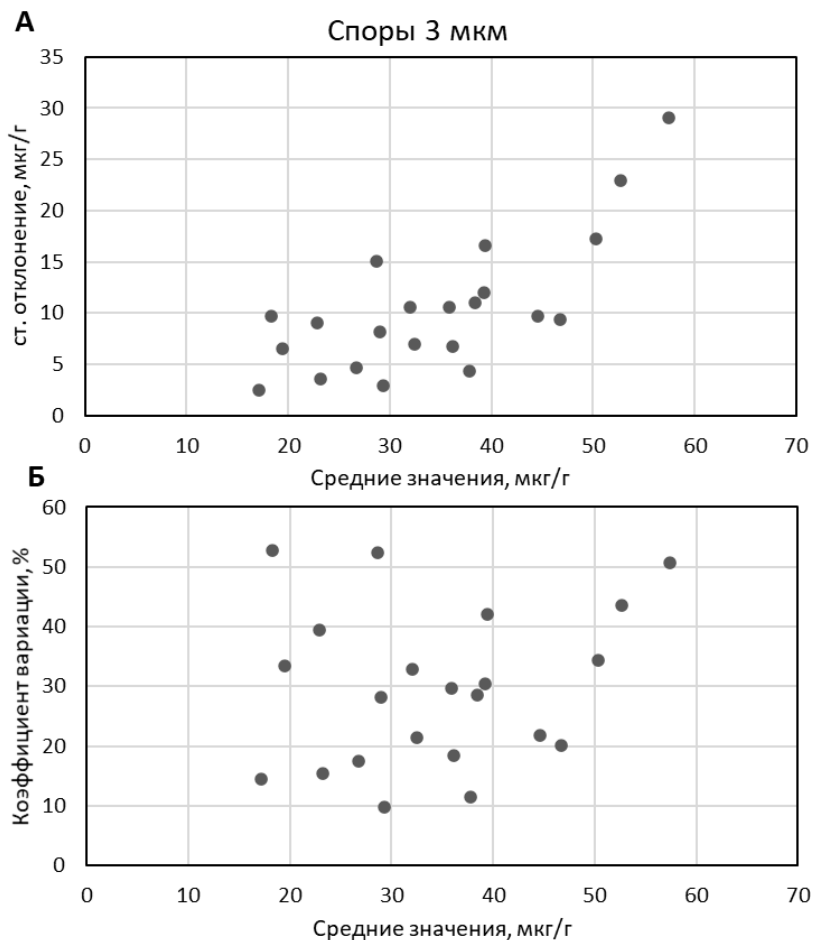 А
Споры 3 мкм
ст. отклонение, мкг/г
35
30
25
20
15
10
5
0
0 10 20 30 40 50 60 70
Средние значения, мкг/г
Б
Коэффициент вариации, %
60
50
40
30
20
10
0
0 10 20 30 40 50 60 70
Средние значения, мкг/г